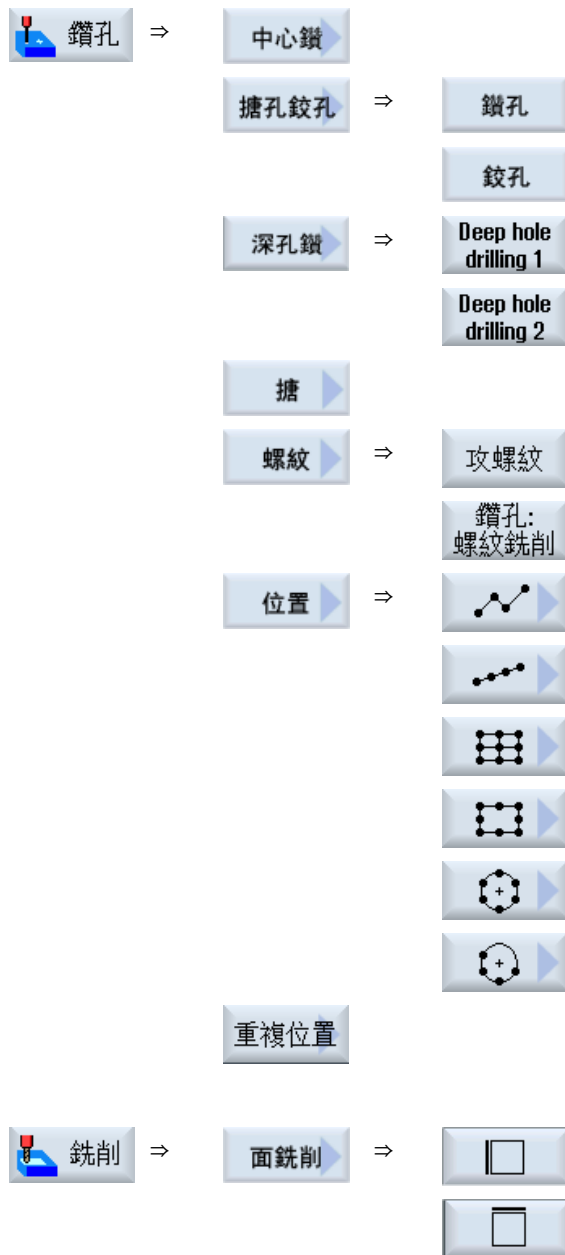 鑽孔 ⇒ 中心鑽
搪孔鉸孔 ⇒ 鑽孔
鉸孔
深孔鑽 ⇒ Deep hole
drilling 1
Deep hole
drilling 2
搪
螺紋 ⇒ 攻螺紋
鑽孔:
螺紋銑削
位置 ⇒
重複位置
銑削 ⇒ 面銑削 ⇒